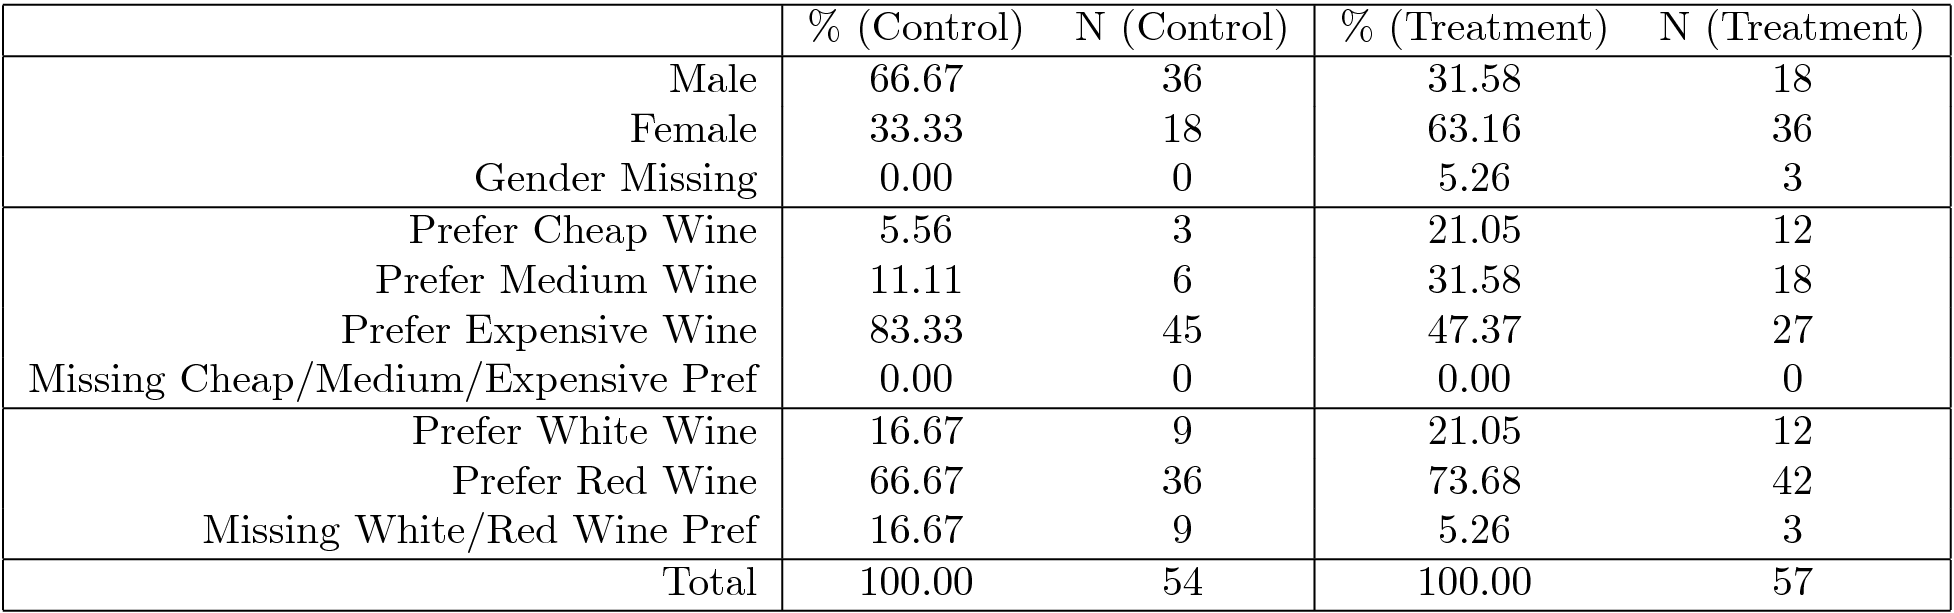 % (Control) N (Control) % (Treatment) N (Treatment)
Male 66.67 36 31.58 18
Female 33.33 18 63.16 36
Gender Missing 0.00 0 5.26 3
Prefer Cheap Wine 5.56 3 21.05 12
Prefer Medium Wine 11.11 6 31.58 18
Prefer Expensive Wine 83.33 45 47.37 27
Missing Cheap/Medium/Expensive Pref 0.00 0 0.00 0
Prefer White Wine 16.67 9 21.05 12
Prefer Red Wine 66.67 36 73.68 42
Missing White/Red Wine Pref 16.67 9 5.26 3
Total 100.00 54 100.00 57